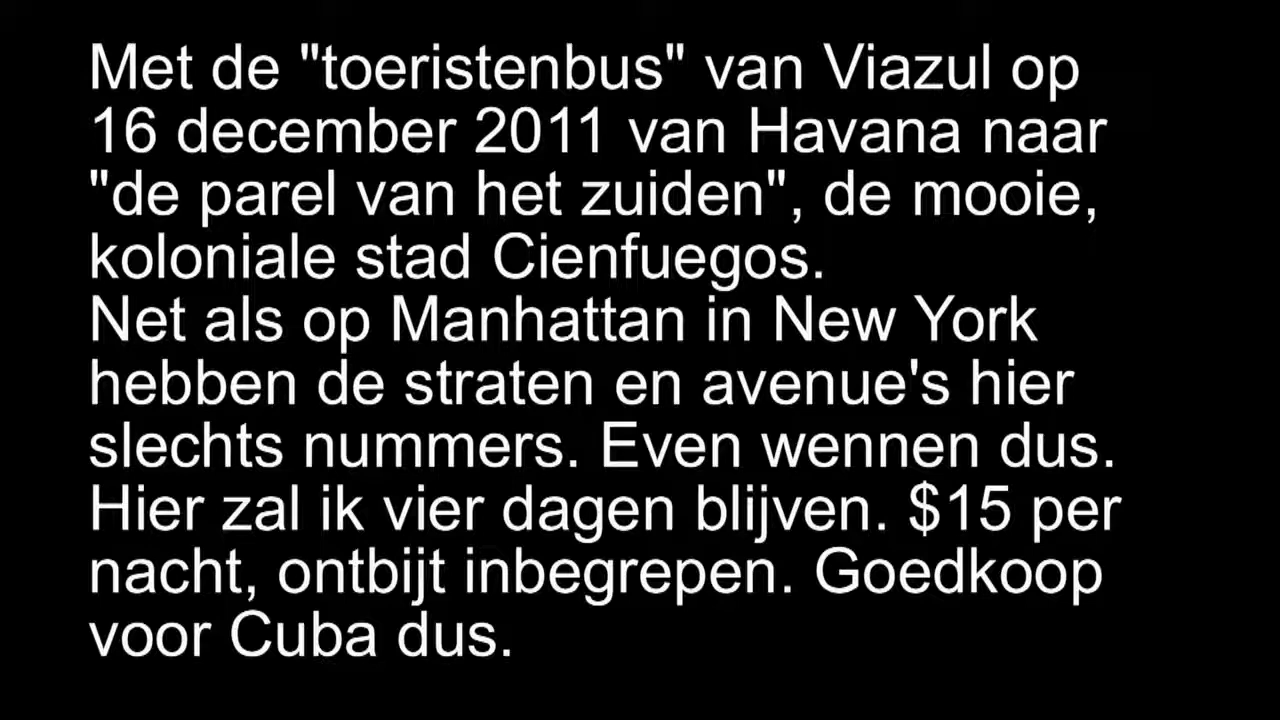 Met de "toeristenbus" van Viazul op
16 december 2011 van Havana naar
"de parel van het zuiden", de mooie,
koloniale stad Cienfuegos.
Net als op Manhattan in New York
hebben de straten en avenue's hier
slechts nummers. Even wennen dus.
Hier zal ik vier dagen blijven. $15 per
nacht, ontbijt inbegrepen. Goedkoop
voor Cuba dus.